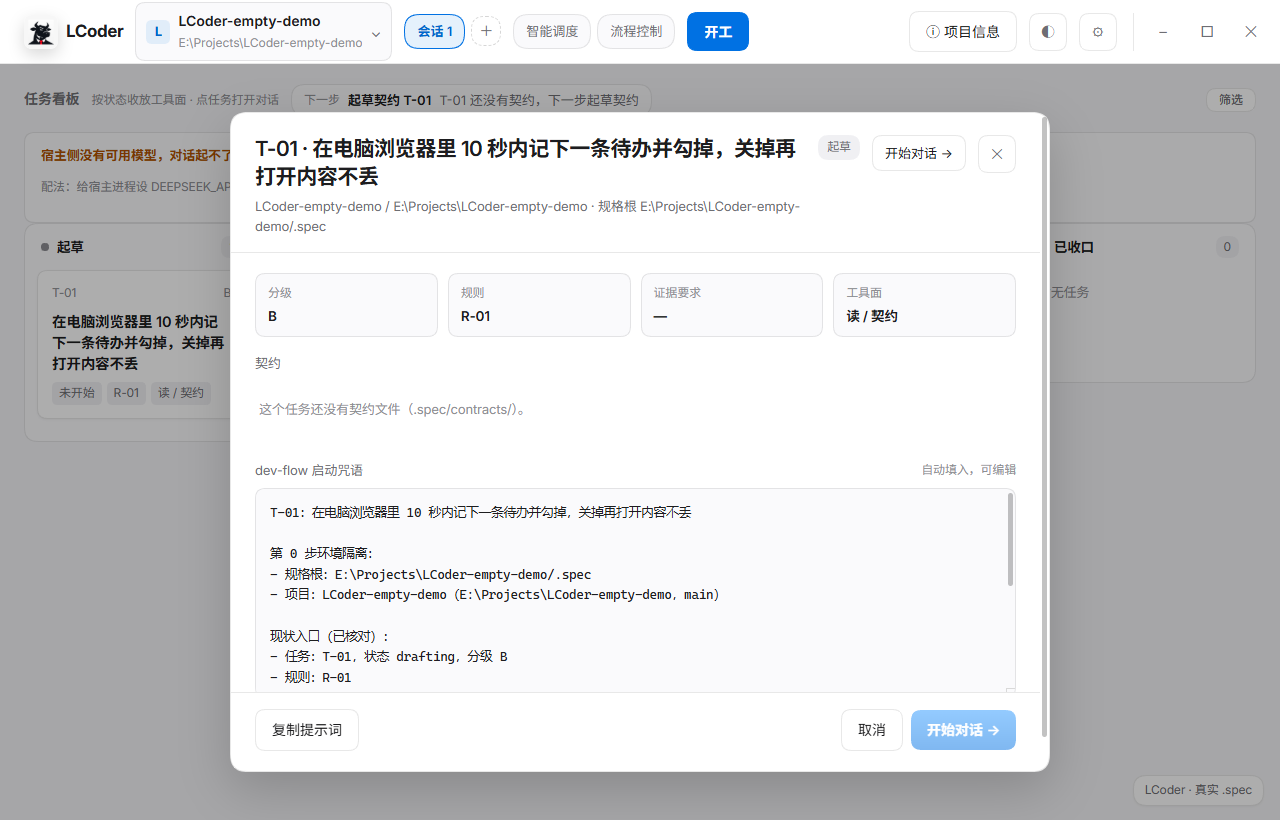 LCoder
L
LCoder-empty-demo
E:\Projects\LCoder-empty-demo
会话 1
+
智能调度
流程控制
开工
项目信息
任务看板
按状态收放工具面 · 点任务打开对话
下一步 起草契约 T-01 T-01 还没有契约，下一步起草契约
筛选
宿主侧没有可用模型，对话起不了
配法：给宿主进程设 DEEPSEEK_AP
起草
T-01
在电脑浏览器里 10 秒内记
下一条待办并勾掉，关掉再
打开内容不丢
未开始
R-01
读 / 契约
已收口
0
无任务
T-01 · 在电脑浏览器里 10 秒内记下一条待办并勾掉，关掉再
打开内容不丢
起草
开始对话 →
LCoder-empty-demo / E:\Projects\LCoder-empty-demo · 规格根 E:\Projects\LCoder-empty-
demo/.spec
分级
B
规则
R-01
证据要求
—
工具面
读 / 契约
契约
这个任务还没有契约文件（.spec/contracts/）。
dev-flow 启动咒语
自动填入，可编辑
T-01: 在电脑浏览器里 10 秒内记下一条待办并勾掉，关掉再打开内容不丢
第 0 步环境隔离:
- 规格根: E:\Projects\LCoder-empty-demo/.spec
- 项目: LCoder-empty-demo（E:\Projects\LCoder-empty-demo，main）
现状入口（已核对）:
- 任务: T-01，状态 drafting，分级 B
- 规则: R-01
复制提示词
取消
开始对话 →
LCoder · 真实 .spec